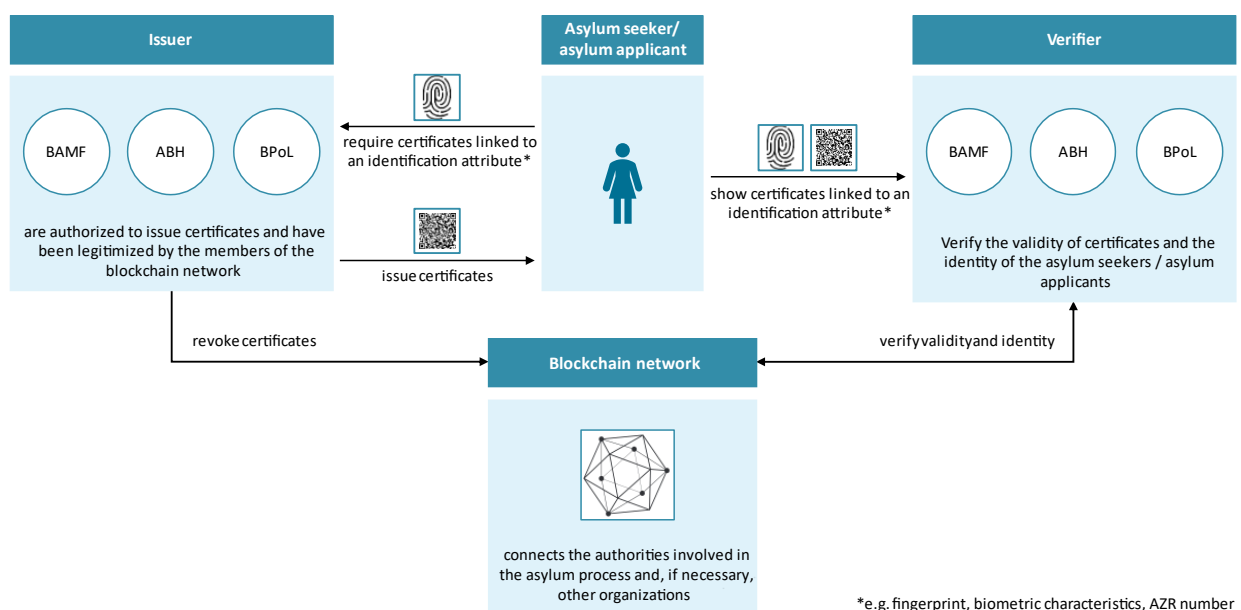 Issuer
BAMF
ABH
BPoL
are authorized to issue certificates and have
been legitimized by the members of the
blockchain network
require certificates linked to
an identification attribute*
issue certificates
Asylum seeker/
asylum applicant
show certificates linked to an
identification attribute*
Verifier
BAMF
ABH
BPoL
Verify the validity of certificates and the
identity of the asylum seekers / asylum
applicants
revoke certificates
verify validity and identity
Blockchain network
connects the authorities involved in
the asylum process and, if necessary,
other organizations
*e.g. fingerprint, biometric characteristics, AZR number